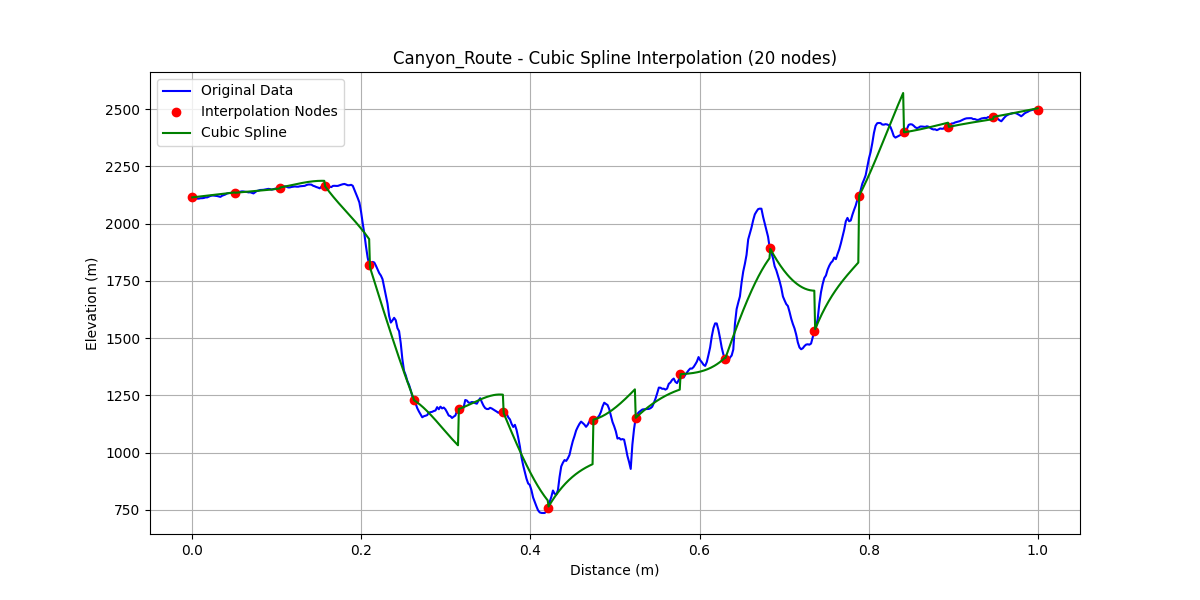 Canyon_Route - Cubic Spline Interpolation (20 nodes)
Original Data
Interpolation Nodes
Cubic Spline
2500
2250
2000
1750
1500
1250
1000
750
Elevation (m)
0.0 0.2 0.4 0.6 0.8 1.0
Distance (m)